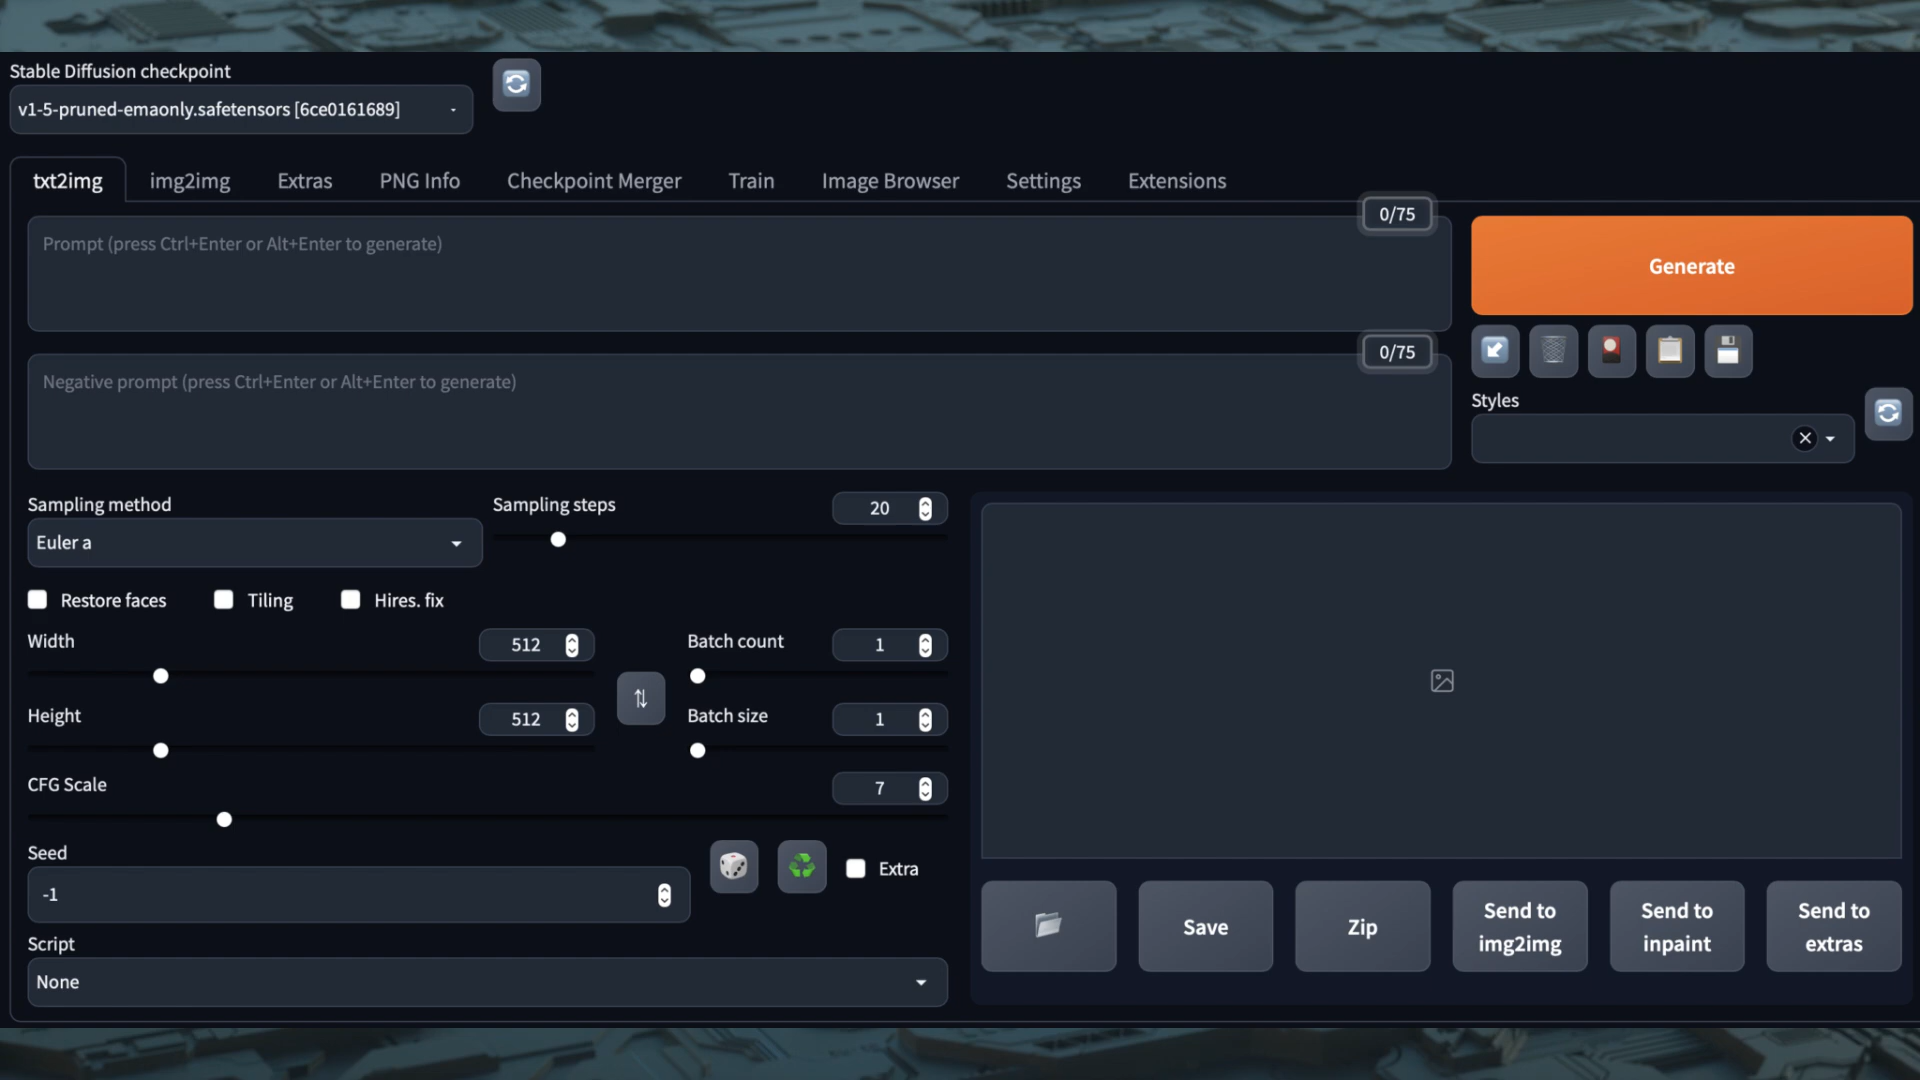 Stable Diffusion checkpoint
v1-5-pruned-emaonly.safetensors [6ce0161689]
txt2img
img2img
Extras
PNG Info
Checkpoint Merger
Train
Image Browser
Settings
Extensions
0/75
Prompt (press Ctrl+Enter or Alt+Enter to generate)
Generate
0/75
Negative prompt (press Ctrl+Enter or Alt+Enter to generate)
Styles
Sampling method
Euler a
Sampling steps
20
Restore faces
Tiling
Hires. fix
Width
512
Batch count
1
Height
512
Batch size
1
CFG Scale
7
Seed
-1
Extra
Script
None
Save
Zip
Send to
img2img
Send to
inpaint
Send to
extras